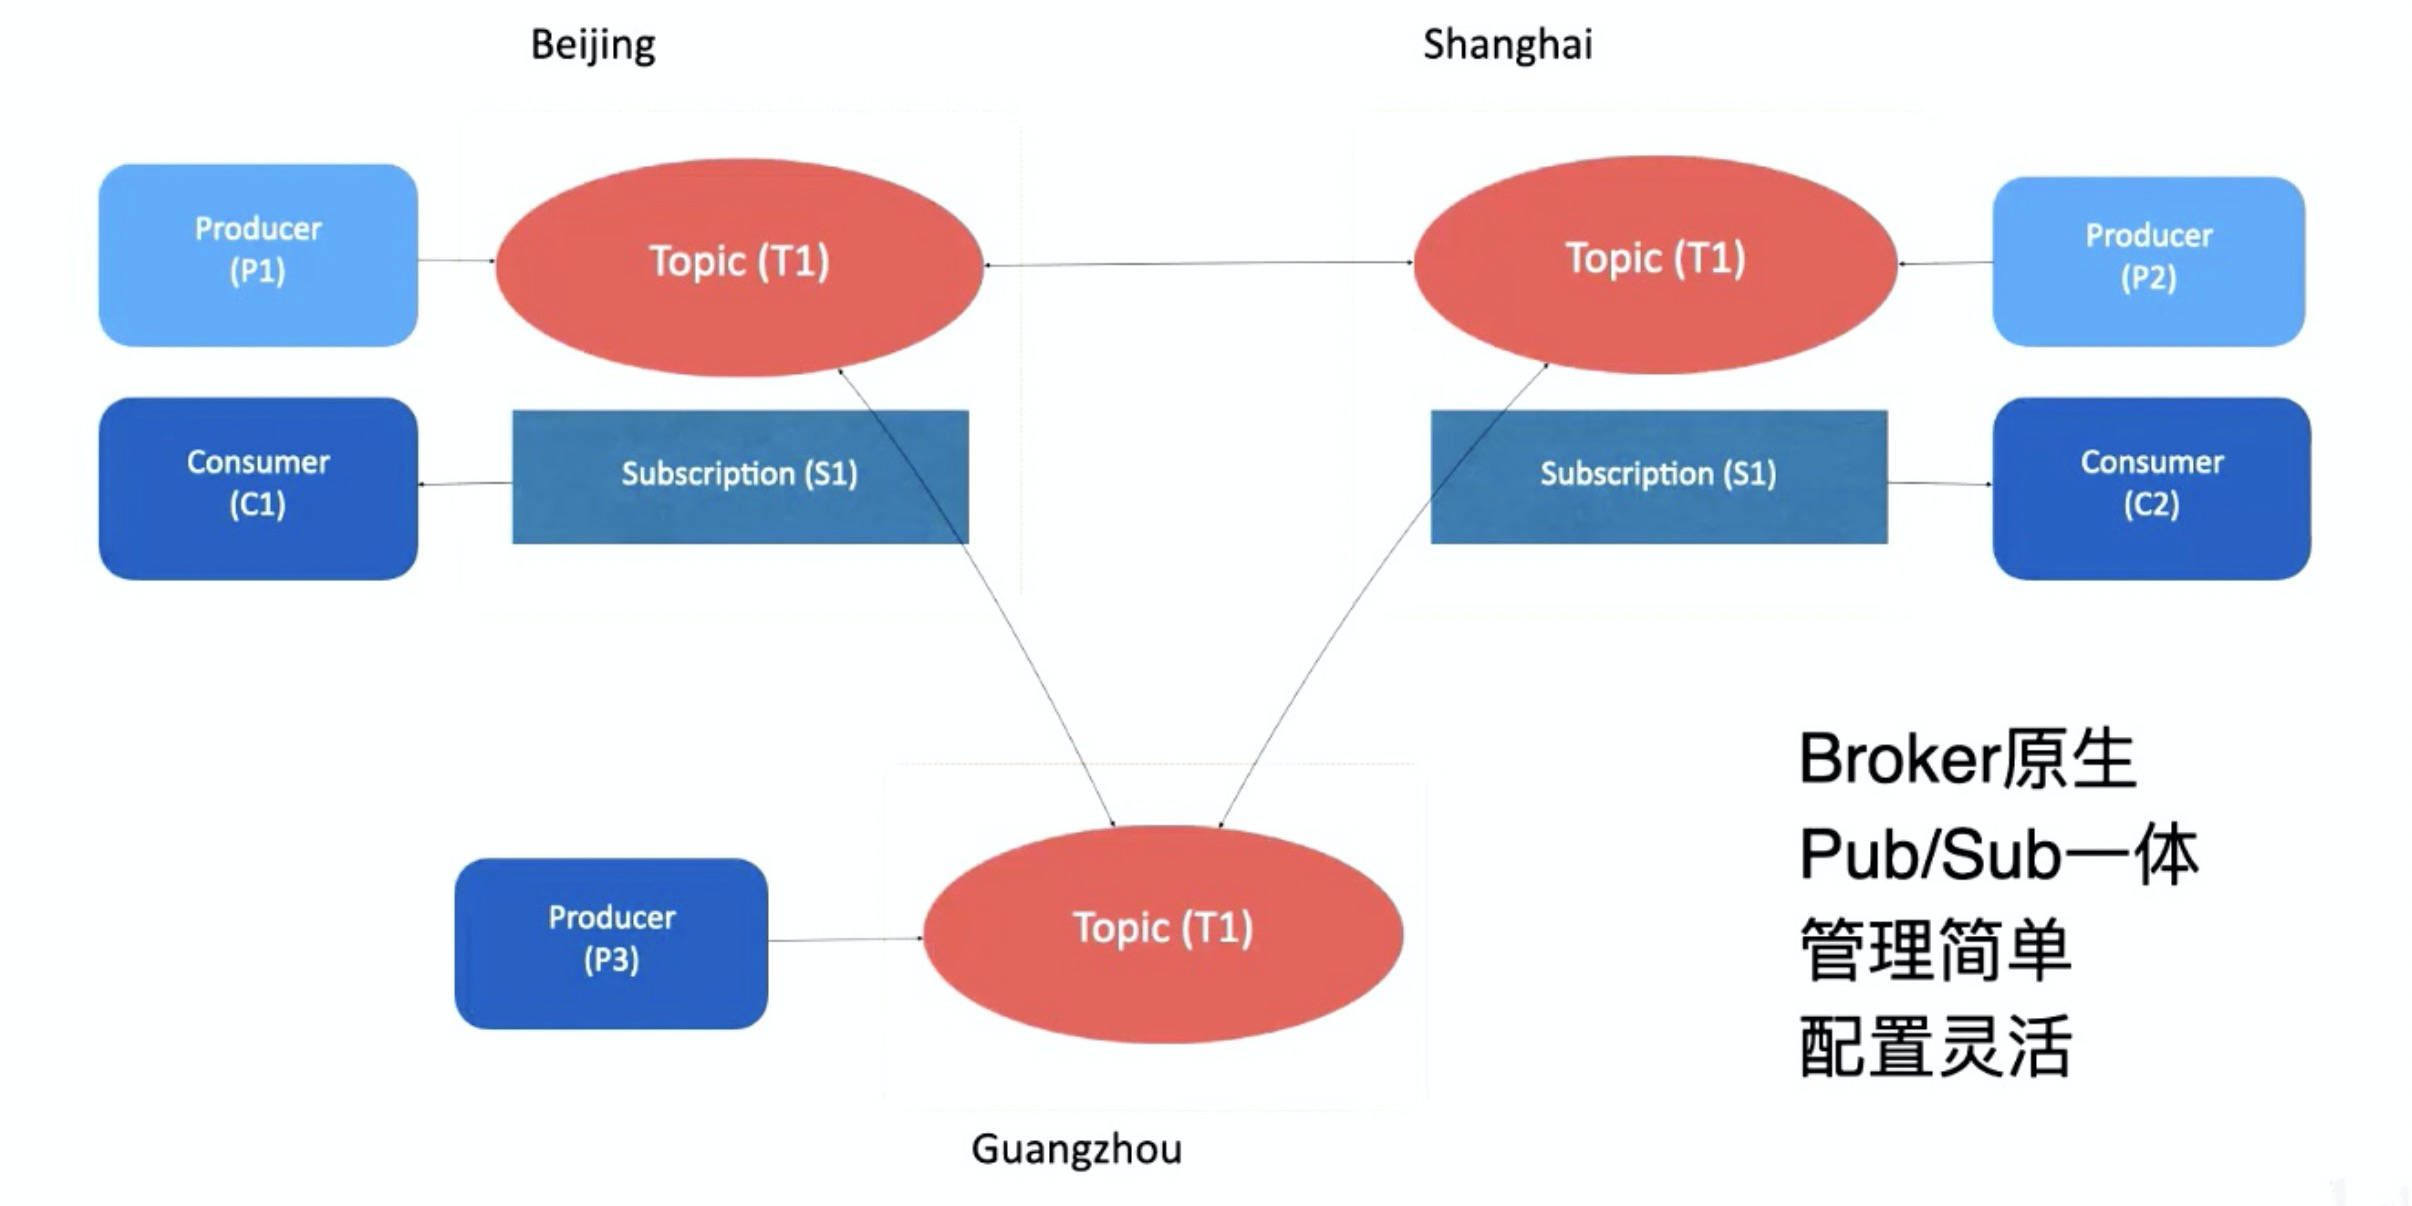 Beijing
Shanghai
Producer
(P1)
Topic (T1)
Topic (T1)
Producer
(P2)
Consumer
(C1)
Subscription (S1)
Subscription (S1)
Consumer
(C2)
Broker原生
Pub/Sub一体
管理简单
配置灵活
Producer
(P3)
Topic (T1)
Guangzhou